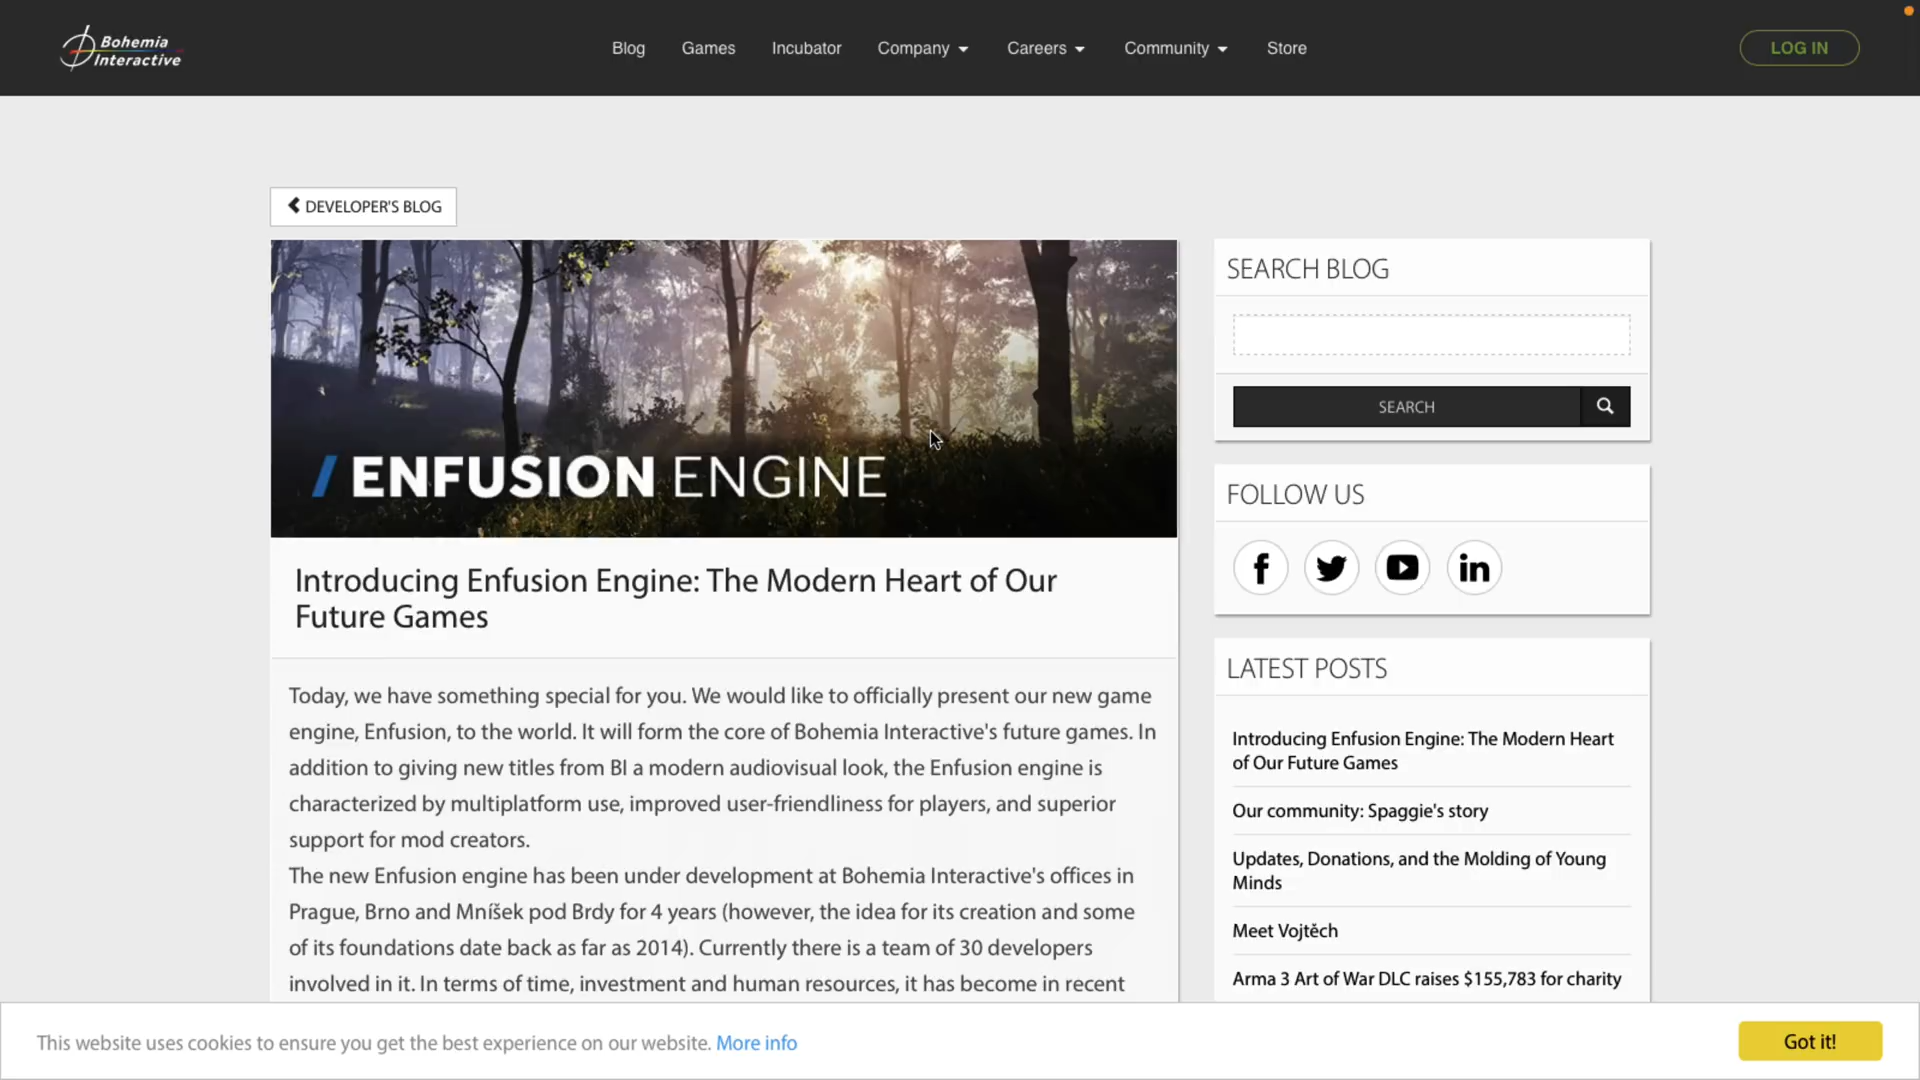 Bohemia
Interactive
Blog
Games
Incubator
Company
Careers
Community
Store
LOG IN
DEVELOPER'S BLOG
/ ENFUSION ENGINE
Introducing Enfusion Engine: The Modern Heart of Our
Future Games
Today, we have something special for you. We would like to officially present our new game
engine, Enfusion, to the world. It will form the core of Bohemia Interactive's future games. In
addition to giving new titles from BI a modern audiovisual look, the Enfusion engine is
characterized by multiplatform use, improved user-friendliness for players, and superior
support for mod creators.
The new Enfusion engine has been under development at Bohemia Interactive's offices in
Prague, Brno and Mníšek pod Brdy for 4 years (however, the idea for its creation and some
of its foundations date back as far as 2014). Currently there is a team of 30 developers
involved in it. In terms of time, investment and human resources, it has become in recent
SEARCH BLOG
SEARCH
FOLLOW US
LATEST POSTS
Introducing Enfusion Engine: The Modern Heart
of Our Future Games
Our community: Spaggie's story
Updates, Donations, and the Molding of Young
Minds
Meet Vojtěch
Arma 3 Art of War DLC raises $155,783 for charity
This website uses cookies to ensure you get the best experience on our website. More info
Got it!